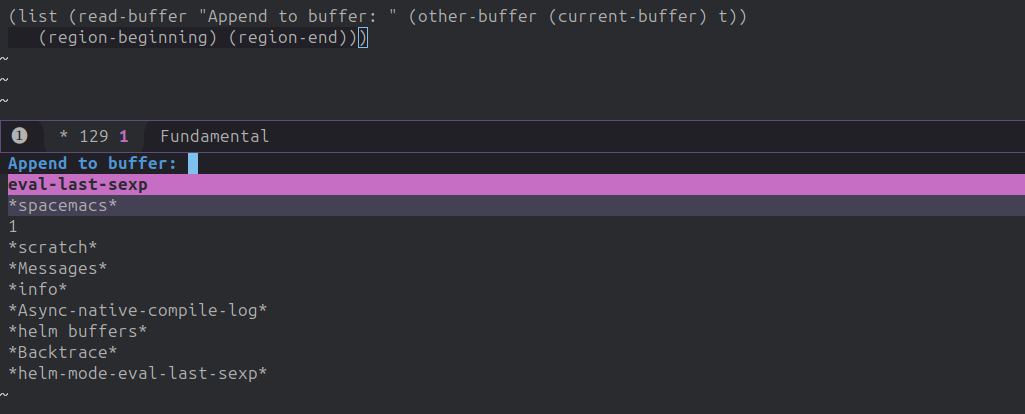 (list (read-buffer "Append to buffer: " (other-buffer (current-buffer) t))
   (region-beginning) (region-end)))
~
~
~
❶ * 129 1 Fundamental
Append to buffer:
eval-last-sexp
*spacemacs*
1
*scratch*
*Messages*
*info*
*Async-native-compile-log*
*helm buffers*
*Backtrace*
*helm-mode-eval-last-sexp*
~